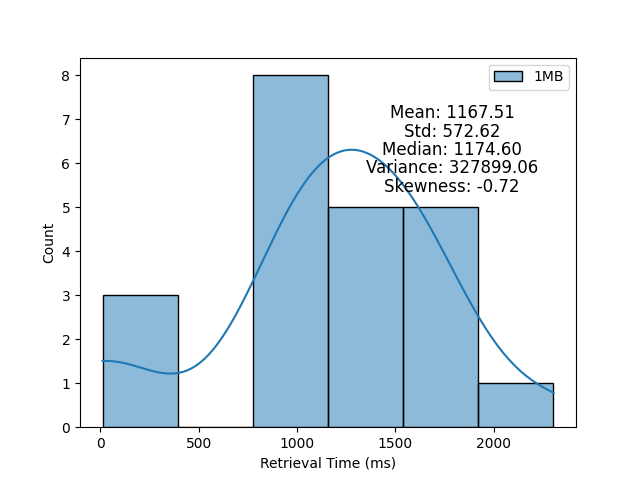 1MB
Mean: 1167.51
Std: 572.62
Median: 1174.60
Variance: 327899.06
Skewness: -0.72
8
7
6
5
4
3
2
1
0
Count
0 500 1000 1500 2000
Retrieval Time (ms)